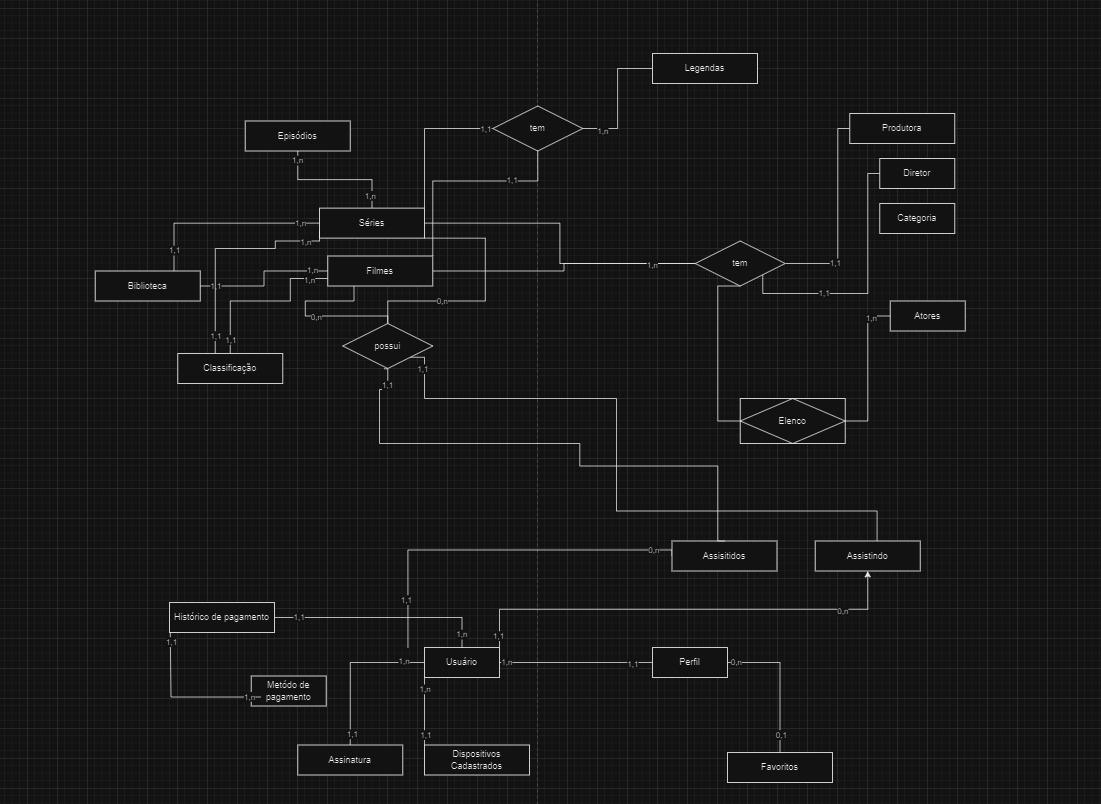 Legendas
1,1
tem
1,n
Produtora
Episódios
1,n
Diretor
1,1
1,n
Categoria
Séries
1,n
1,n
1,1
tem
1,n
1,1
Filmes
1,n
1,n
Biblioteca
1,1
1,1
0,n
Atores
1,n
0,n
1,1
1,1
possui
Classificação
1,1
1,1
Elenco
0,n
Assisitidos
Assistindo
1,1
Histórico de pagamento
1,1
0,n
1,n
1,1
1,1
1,n
Usuário
1,n
1,1
Perfil
0,n
Metódo de
pagamento
1,n
1,n
1,1
1,1
0,1
Assinatura
Dispositivos
Cadastrados
Favoritos